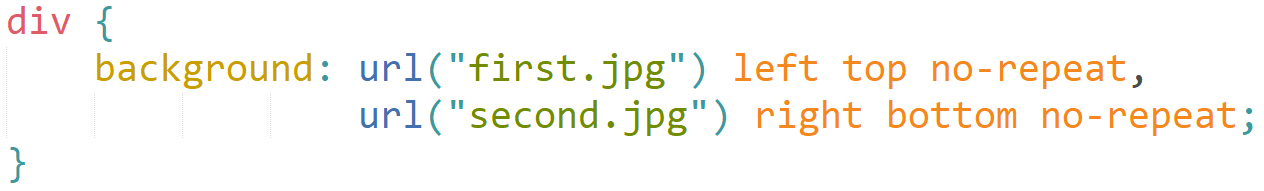 div {
    background: url("first.jpg") left top no-repeat,
                url("second.jpg") right bottom no-repeat;
}